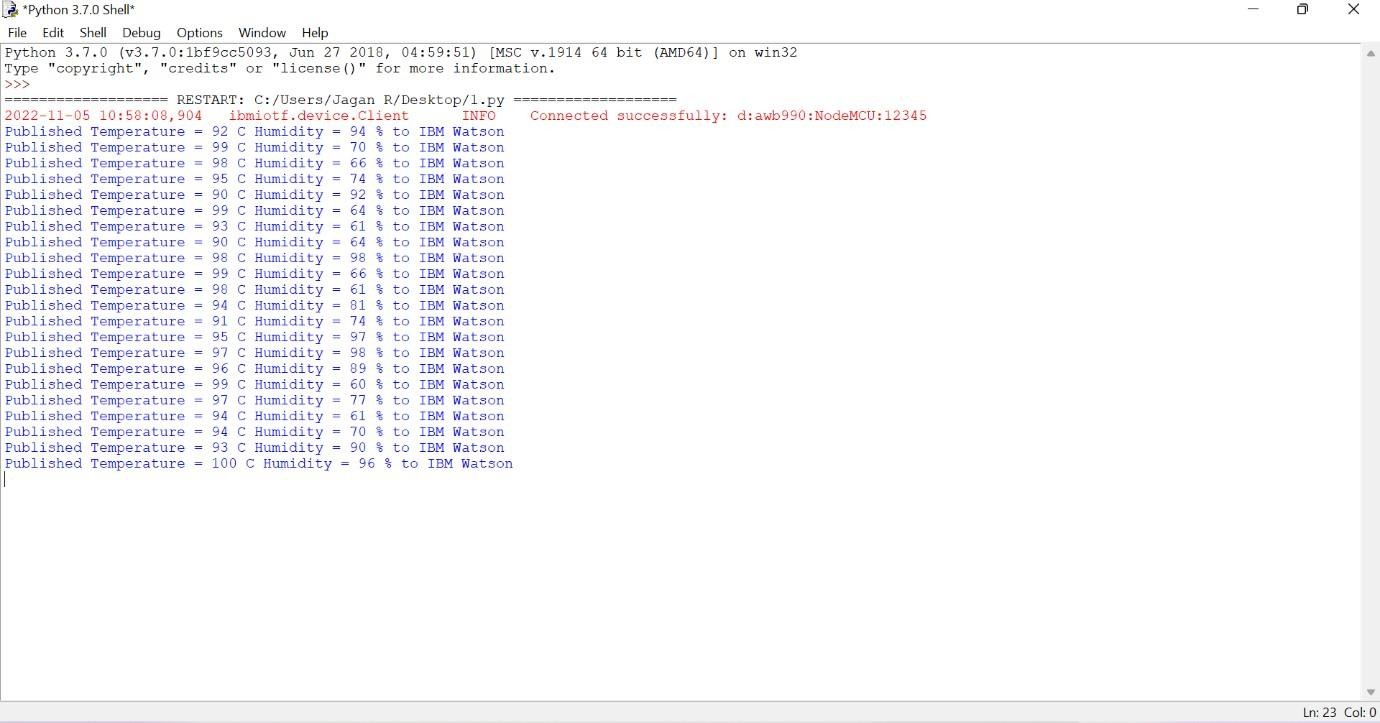 *Python 3.7.0 Shell*
File Edit Shell Debug Options Window Help
Python 3.7.0 (v3.7.0:1bf9cc5093, Jun 27 2018, 04:59:51) [MSC v.1914 64 bit (AMD64)] on win32
Type "copyright", "credits" or "license()" for more information.
>>>
=================== RESTART: C:/Users/Jagan R/Desktop/1.py ===================
2022-11-05 10:58:08,904   ibmiotf.device.Client      INFO    Connected successfully: d:awb990:NodeMCU:12345
Published Temperature = 92 C Humidity = 94 % to IBM Watson
Published Temperature = 99 C Humidity = 70 % to IBM Watson
Published Temperature = 98 C Humidity = 66 % to IBM Watson
Published Temperature = 95 C Humidity = 74 % to IBM Watson
Published Temperature = 90 C Humidity = 92 % to IBM Watson
Published Temperature = 99 C Humidity = 64 % to IBM Watson
Published Temperature = 93 C Humidity = 61 % to IBM Watson
Published Temperature = 90 C Humidity = 64 % to IBM Watson
Published Temperature = 98 C Humidity = 98 % to IBM Watson
Published Temperature = 99 C Humidity = 66 % to IBM Watson
Published Temperature = 98 C Humidity = 61 % to IBM Watson
Published Temperature = 94 C Humidity = 81 % to IBM Watson
Published Temperature = 91 C Humidity = 74 % to IBM Watson
Published Temperature = 95 C Humidity = 97 % to IBM Watson
Published Temperature = 97 C Humidity = 98 % to IBM Watson
Published Temperature = 96 C Humidity = 89 % to IBM Watson
Published Temperature = 99 C Humidity = 60 % to IBM Watson
Published Temperature = 97 C Humidity = 77 % to IBM Watson
Published Temperature = 94 C Humidity = 61 % to IBM Watson
Published Temperature = 94 C Humidity = 70 % to IBM Watson
Published Temperature = 93 C Humidity = 90 % to IBM Watson
Published Temperature = 100 C Humidity = 96 % to IBM Watson
Ln: 23 Col: 0